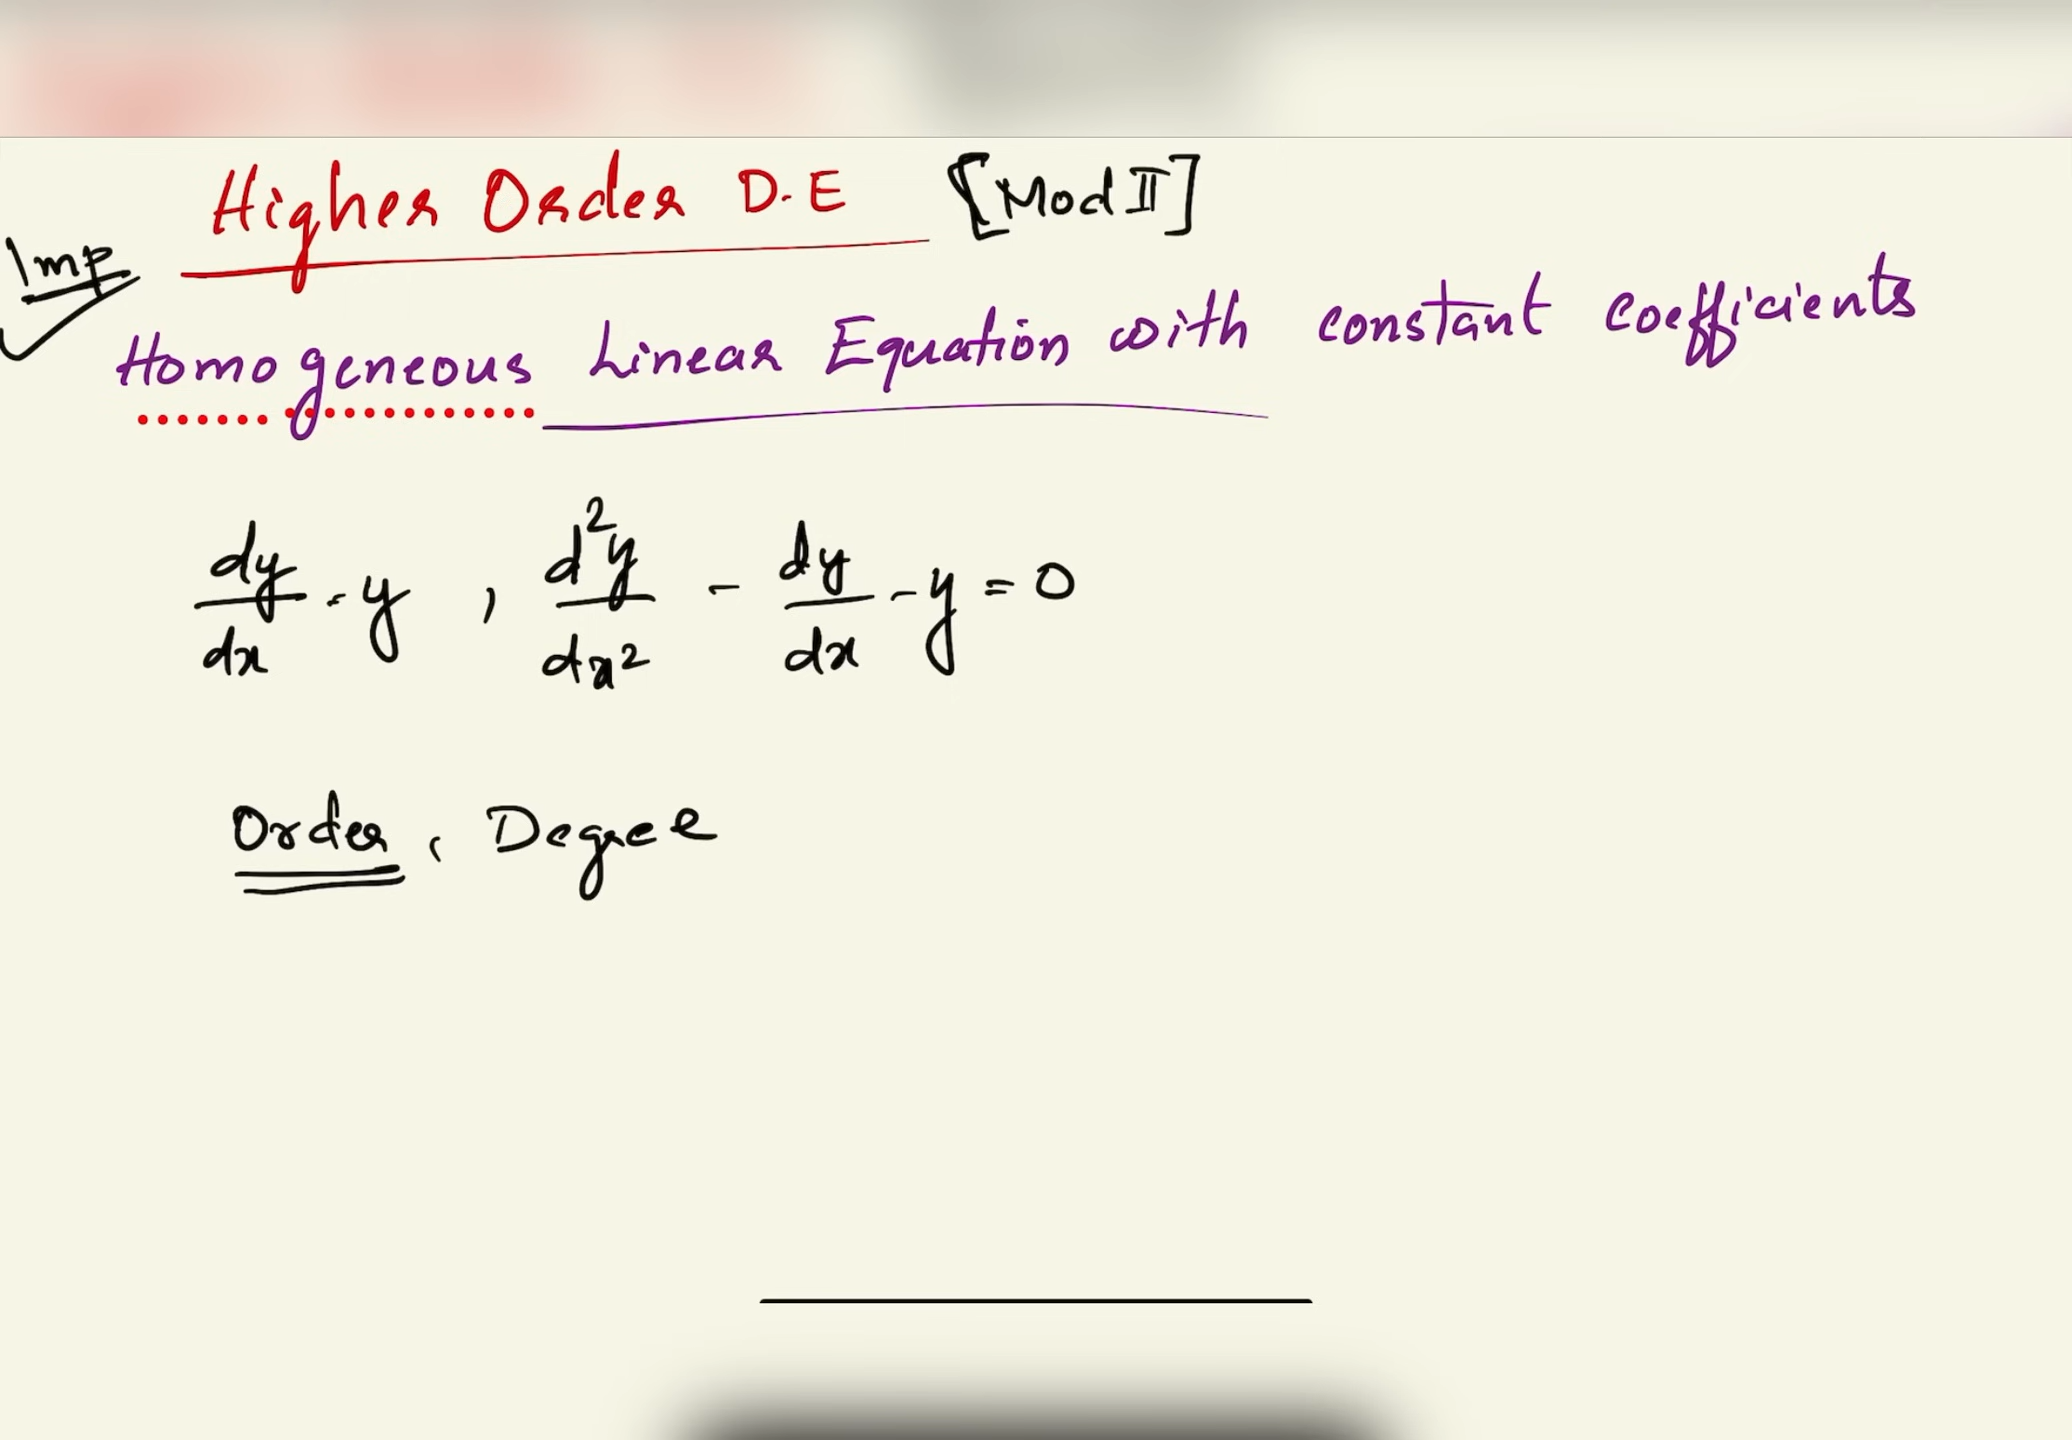 Higher Order D.E [Mod II]
Imp
Homogeneous Linear Equation with constant coefficients
dy/dx = y , d²y/dx² - dy/dx - y = 0
Order, Degree